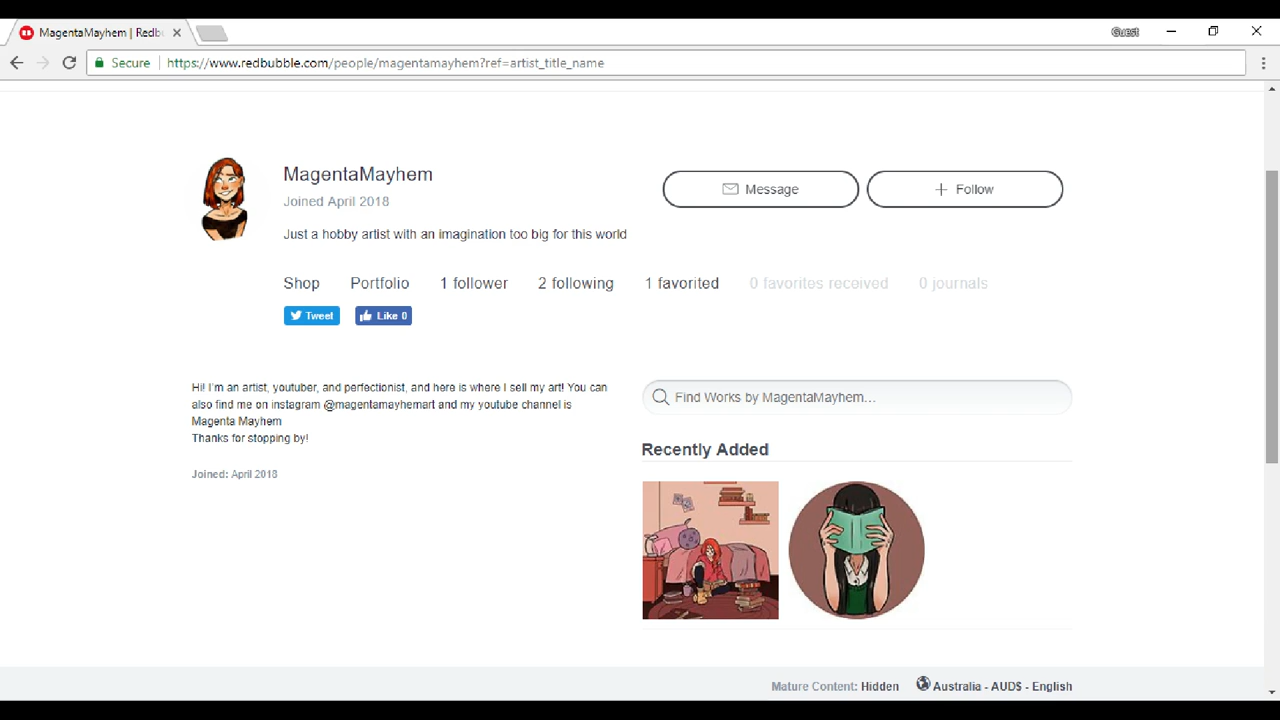 MagentaMayhem | Redb
Guest
Secure
https://www.redbubble.com/people/magentamayhem?ref=artist_title_name
MagentaMayhem
Joined April 2018
Just a hobby artist with an imagination too big for this world
Message
Follow
Shop Portfolio 1 follower 2 following 1 favorited 0 favorites received 0 journals
Tweet Like 0
Hi! I'm an artist, youtuber, and perfectionist, and here is where I sell my art! You can
also find me on instagram @magentamayhemart and my youtube channel is
Magenta Mayhem
Thanks for stopping by!
Joined: April 2018
Find Works by MagentaMayhem...
Recently Added
Mature Content: Hidden Australia - AUD$ - English